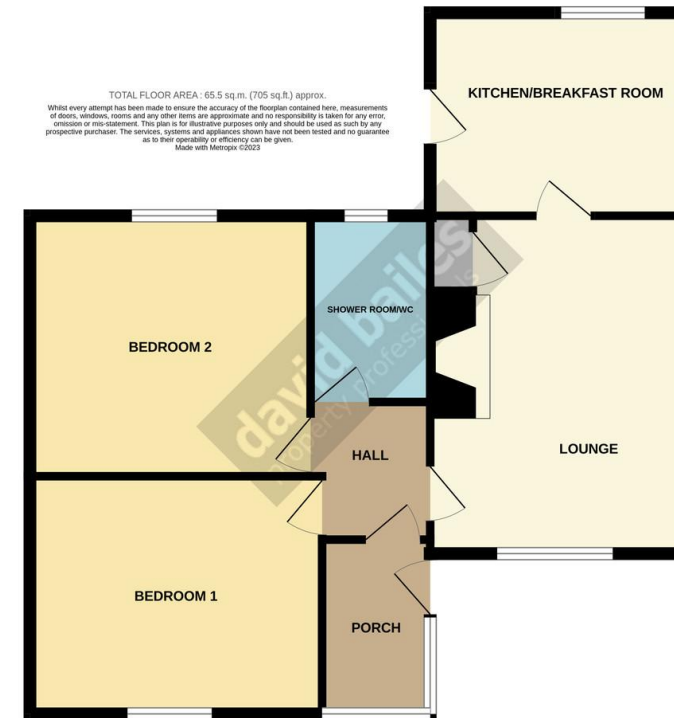 TOTAL FLOOR AREA : 65.5 sq.m. (705 sq.ft.) approx.
Whilst every attempt has been made to ensure the accuracy of the floorplan contained here, measurements
of doors, windows, rooms and any other items are approximate and no responsibility is taken for any error,
omission or mis-statement. This plan is for illustrative purposes only and should be used as such by any
prospective purchaser. The services, systems and appliances shown have not been tested and no guarantee
as to their operability or efficiency can be given.
Made with Metropix ©2023
KITCHEN/BREAKFAST ROOM
SHOWER ROOM/WC
BEDROOM 2
LOUNGE
HALL
BEDROOM 1
PORCH
david bailes
property professionals